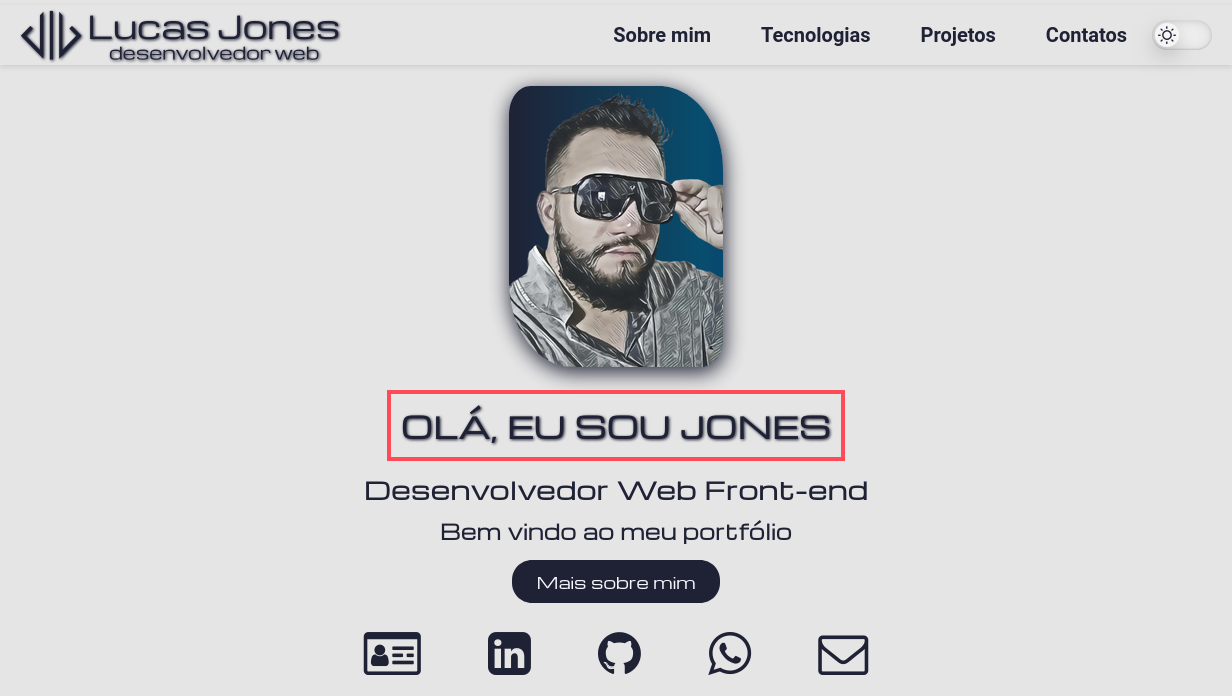 Lucas Jones
desenvolvedor web
Sobre mim
Tecnologias
Projetos
Contatos
OLÁ, EU SOU JONES
Desenvolvedor Web Front-end
Bem vindo ao meu portfólio
Mais sobre mim
in